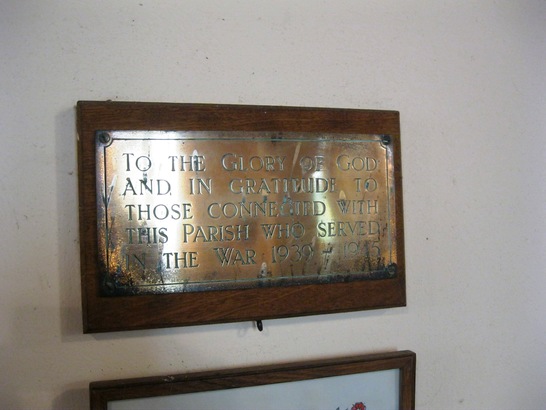 To the Glory of God
and in gratitude to
those connected with
this Parish who served
in the War 1939 - 1945